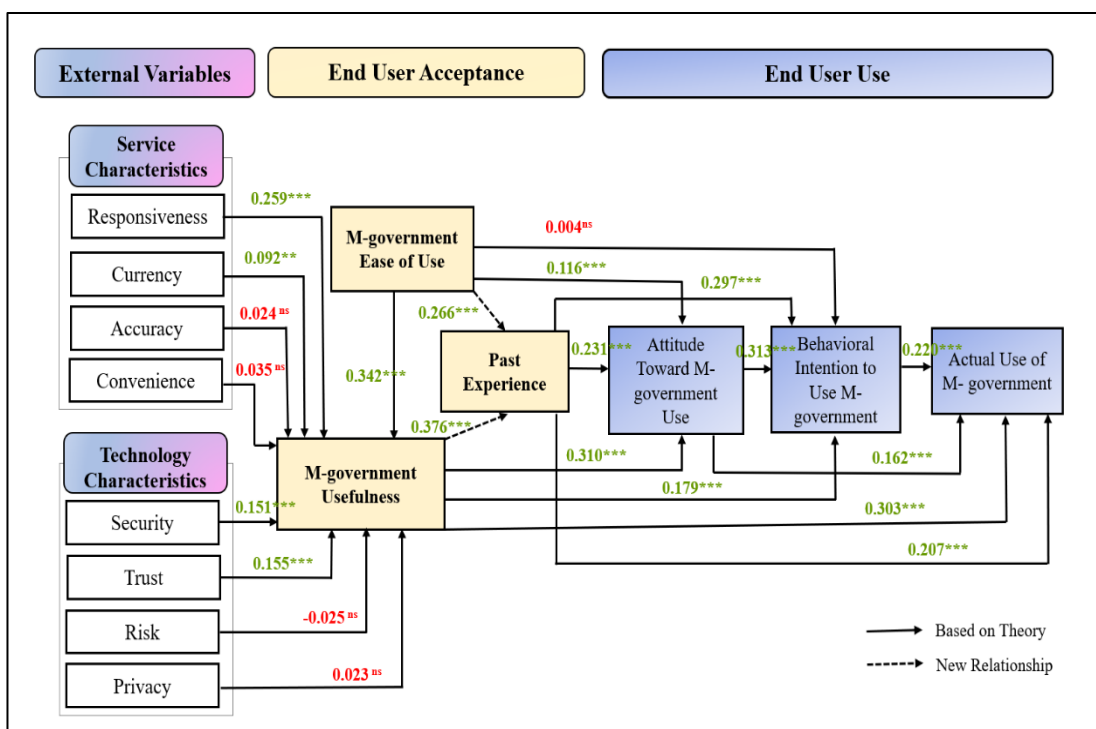 External Variables
End User Acceptance
End User Use
Service
Characteristics
Responsiveness
Currency
Accuracy
Convenience
Technology
Characteristics
Security
Trust
Risk
Privacy
0.259***
0.092**
0.024 ns
0.035 ns
0.151***
0.155***
-0.025 ns
0.023 ns
M-government
Ease of Use
0.342***
0.266***
0.376***
Past
Experience
M-government
Usefulness
0.004 ns
0.116***
0.297***
0.231***
Attitude
Toward M-
government
Use
0.313***
Behavioral
Intention to
Use M-
government
0.220***
Actual Use of
M- government
0.310***
0.179***
0.162***
0.303***
0.207***
Based on Theory
New Relationship